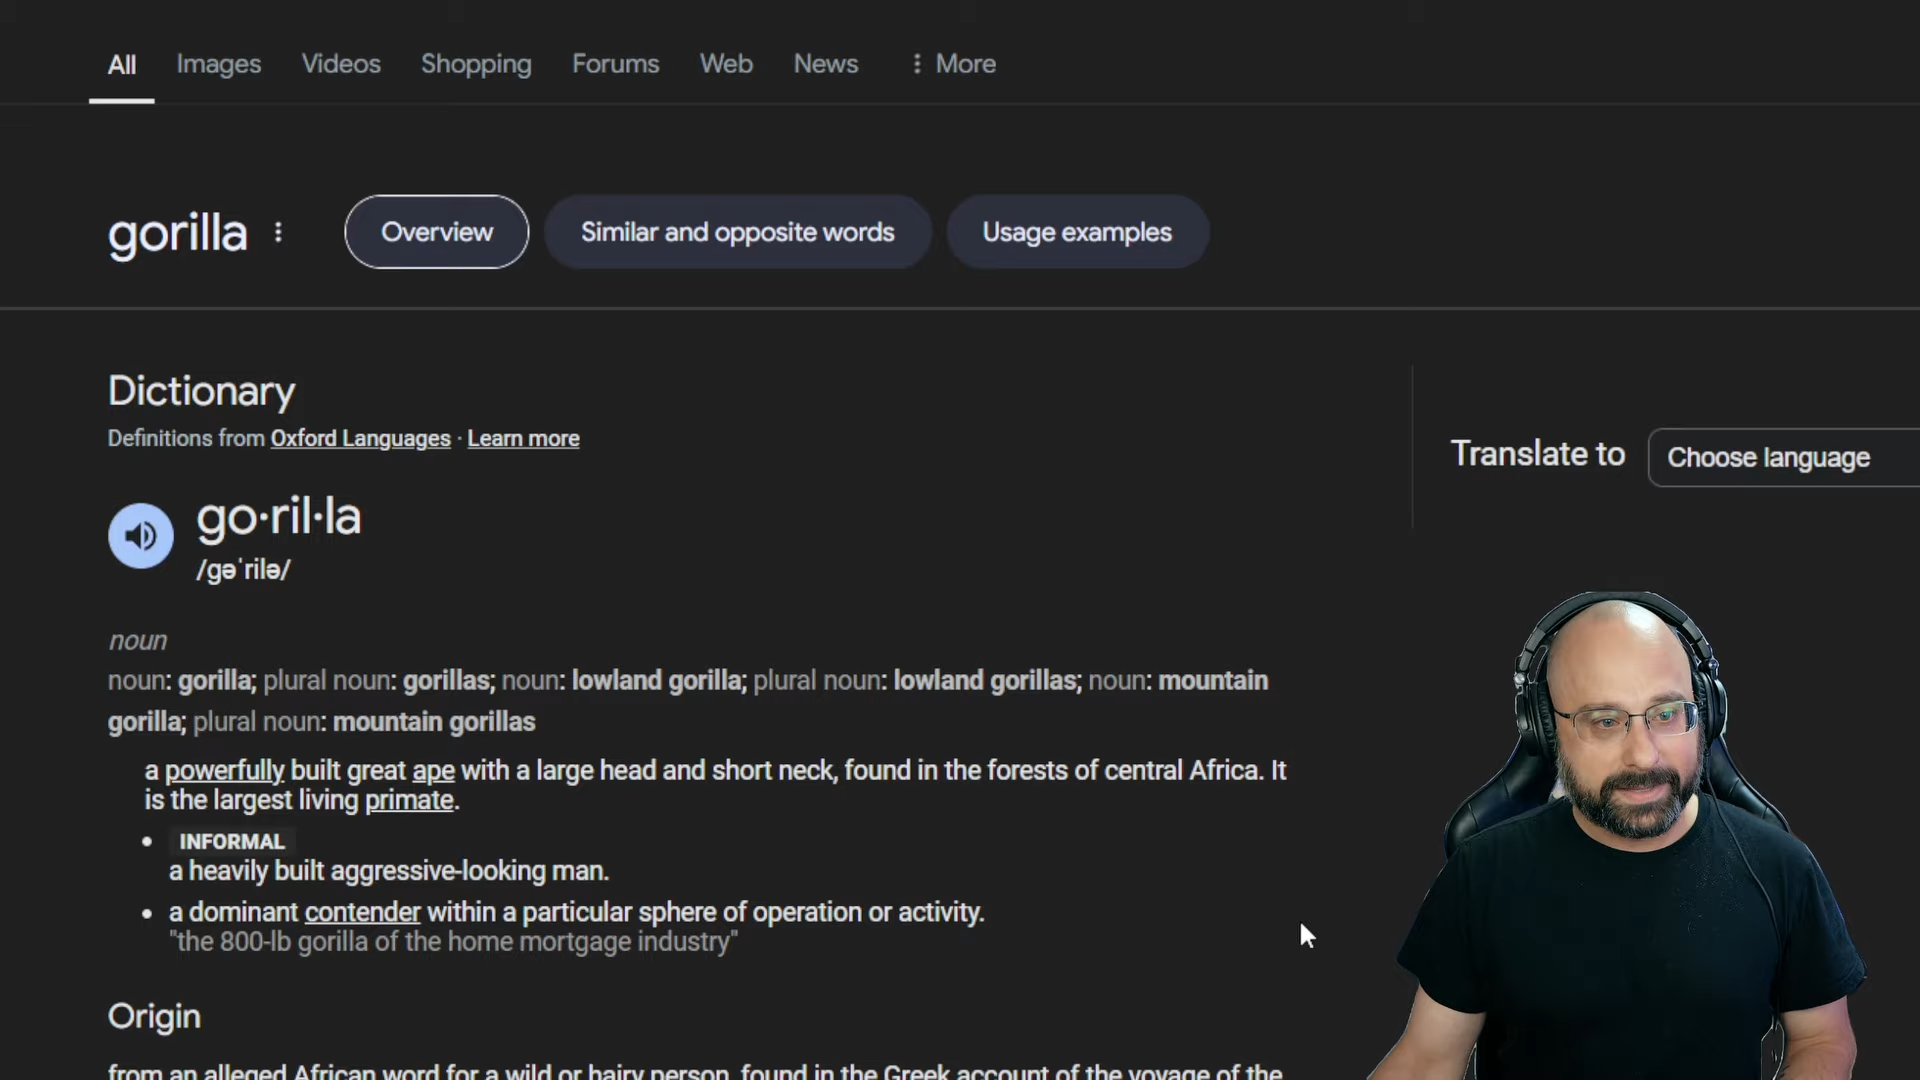 All Images Videos Shopping Forums Web News ⋮ More
gorilla ⋮ Overview Similar and opposite words Usage examples
Dictionary
Definitions from Oxford Languages · Learn more
Translate to Choose language
go·ril·la
/ɡəˈrilə/
noun
noun: gorilla; plural noun: gorillas; noun: lowland gorilla; plural noun: lowland gorillas; noun: mountain
gorilla; plural noun: mountain gorillas
a powerfully built great ape with a large head and short neck, found in the forests of central Africa. It
is the largest living primate.
• INFORMAL
a heavily built aggressive-looking man.
• a dominant contender within a particular sphere of operation or activity.
"the 800-lb gorilla of the home mortgage industry"
Origin
from an alleged African word for a wild or hairy person, found in the Greek account of the voyage of the